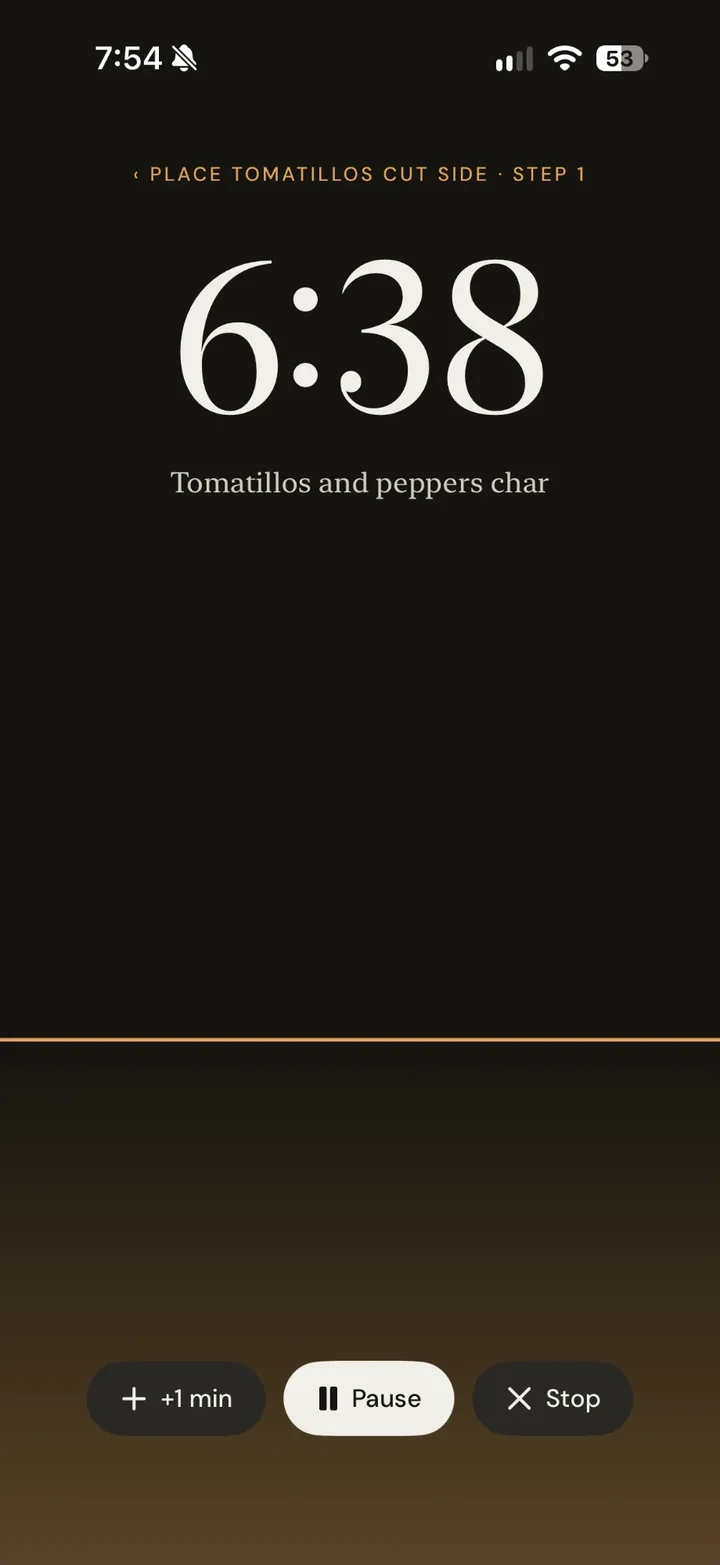 7:54
53
‹ PLACE TOMATILLOS CUT SIDE · STEP 1
6:38
Tomatillos and peppers char
+1 min
Pause
Stop